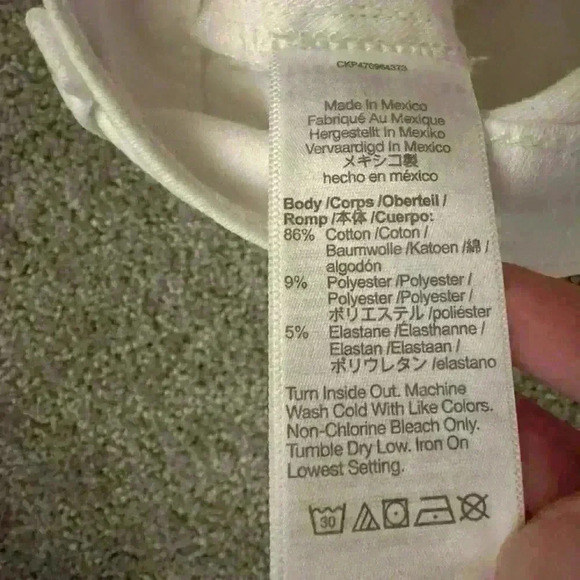 CKP470964323
Made In Mexico
Fabriqué Au Mexique
Hergestellt In Mexiko
Vervaardigd In Mexico
メキシコ製
hecho en méxico
Body /Corps /Oberteil /
Romp /本体 /Cuerpo:
86% Cotton /Coton /
Baumwolle /Katoen /綿 /
algodón
9% Polyester /Polyester /
Polyester /Polyester /
ポリエステル /poliéster
5% Elastane /Élasthanne /
Elastan /Elastaan /
ポリウレタン /elastano
Turn Inside Out. Machine
Wash Cold With Like Colors.
Non-Chlorine Bleach Only.
Tumble Dry Low. Iron On
Lowest Setting.
30